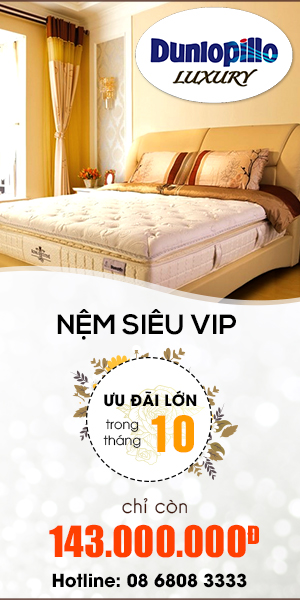 Dunlopillo
LUXURY
NỆM SIÊU VIP
ƯU ĐÃI LỚN
trong
tháng
10
chỉ còn
143.000.000Đ
Hotline: 08 6808 3333